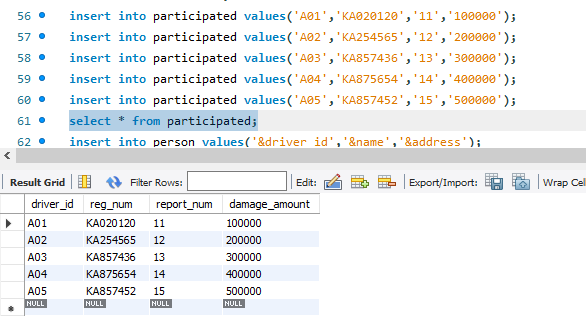 56 insert into participated values('A01','KA020120','11','100000');
57 insert into participated values('A02','KA254565','12','200000');
58 insert into participated values('A03','KA857436','13','300000');
59 insert into participated values('A04','KA875654','14','400000');
60 insert into participated values('A05','KA857452','15','500000');
61 select * from participated;
62 insert into person values('&driver id','&name','&address');
Result Grid Filter Rows: Edit: Export/Import: Wrap Cel
driver_id reg_num report_num damage_amount
A01 KA020120 11 100000
A02 KA254565 12 200000
A03 KA857436 13 300000
A04 KA875654 14 400000
A05 KA857452 15 500000
NULL NULL NULL NULL